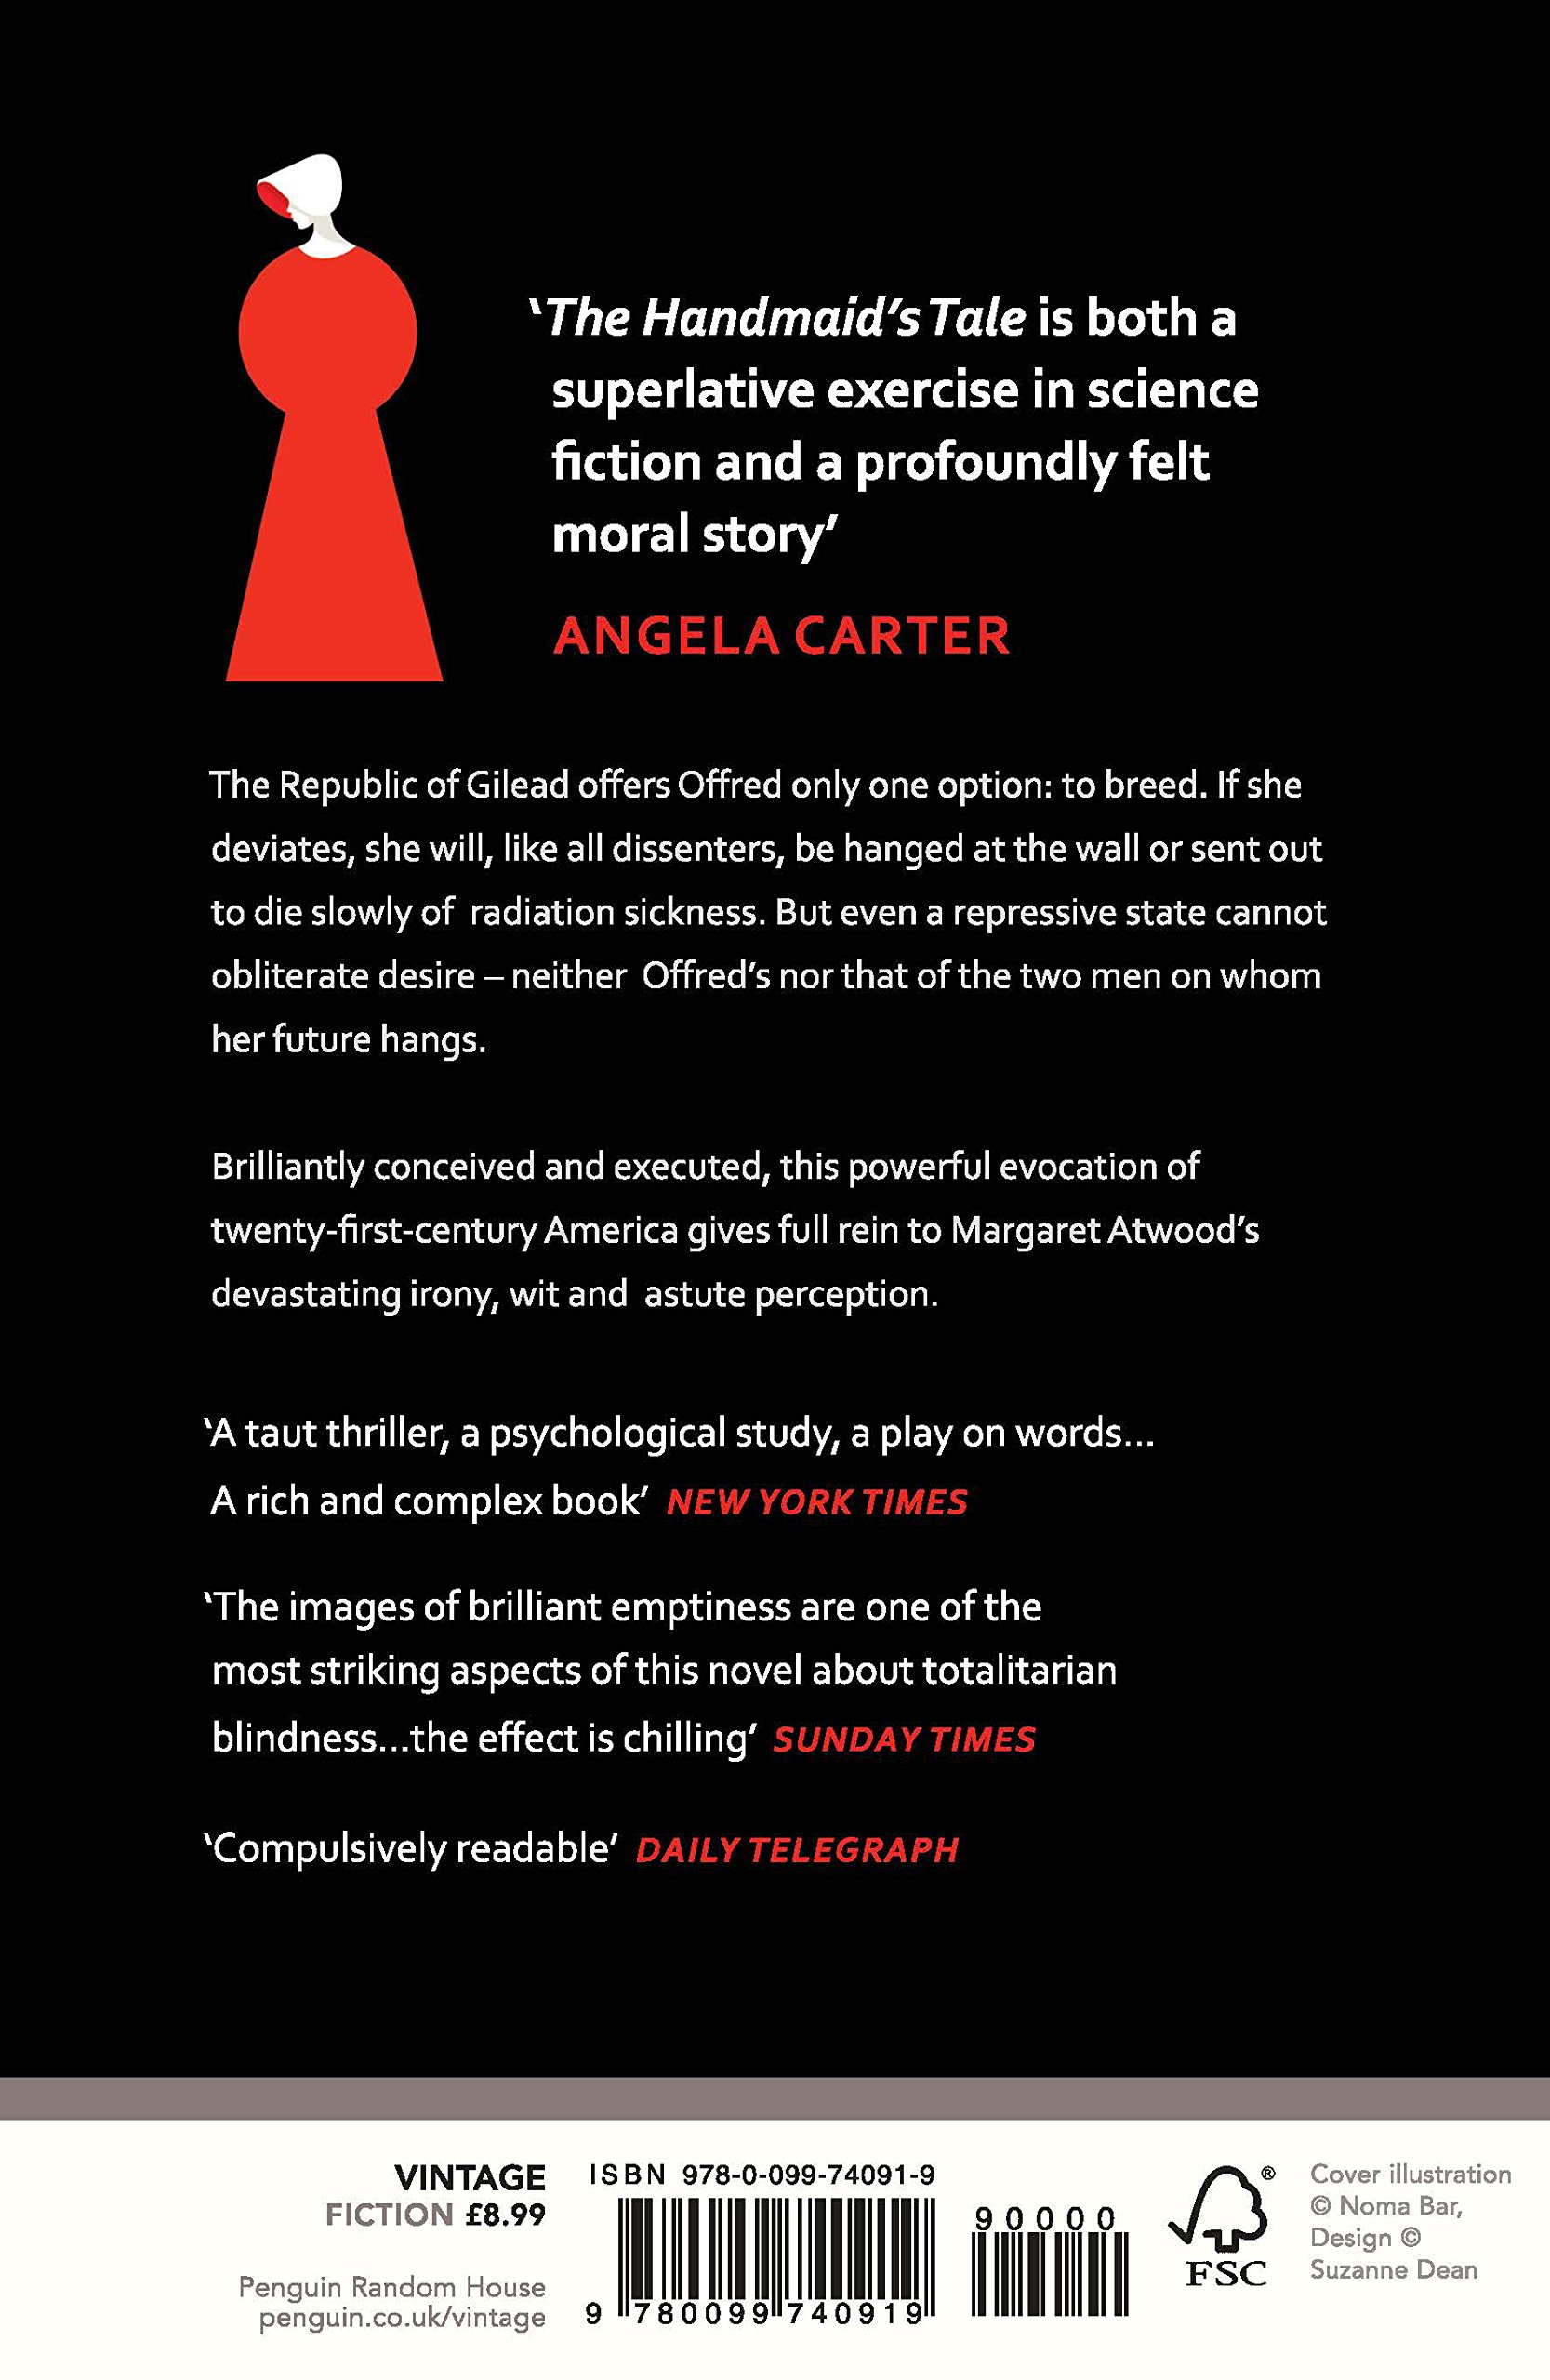 ‘The Handmaid’s Tale is both a
superlative exercise in science
fiction and a profoundly felt
moral story’
ANGELA CARTER
The Republic of Gilead offers Offred only one option: to breed. If she
deviates, she will, like all dissenters, be hanged at the wall or sent out
to die slowly of radiation sickness. But even a repressive state cannot
obliterate desire – neither Offred’s nor that of the two men on whom
her future hangs.
Brilliantly conceived and executed, this powerful evocation of
twenty-first-century America gives full rein to Margaret Atwood’s
devastating irony, wit and astute perception.
‘A taut thriller, a psychological study, a play on words...
A rich and complex book’ NEW YORK TIMES
‘The images of brilliant emptiness are one of the
most striking aspects of this novel about totalitarian
blindness...the effect is chilling’ SUNDAY TIMES
‘Compulsively readable’ DAILY TELEGRAPH
VINTAGE
FICTION £8.99
Penguin Random House
penguin.co.uk/vintage
ISBN 978-0-099-74091-9
90000
9 780099 740919
®
FSC
Cover illustration
© Noma Bar,
Design ©
Suzanne Dean